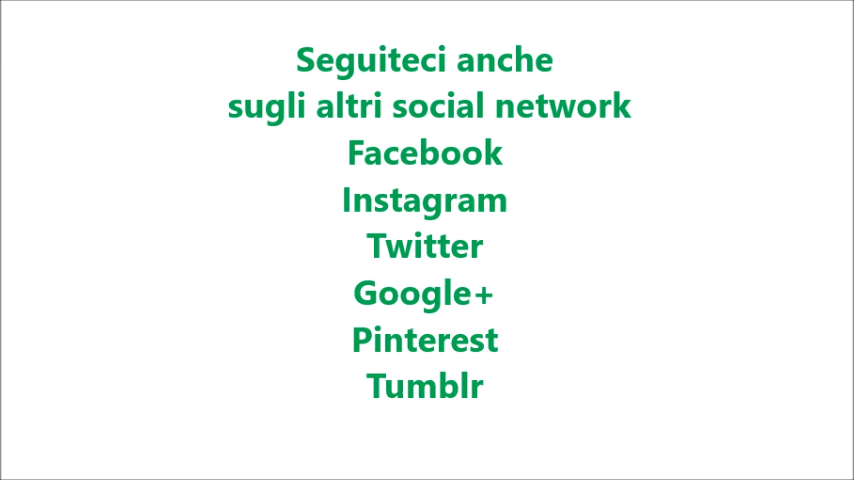 Seguiteci anche
sugli altri social network
Facebook
Instagram
Twitter
Google+
Pinterest
Tumblr